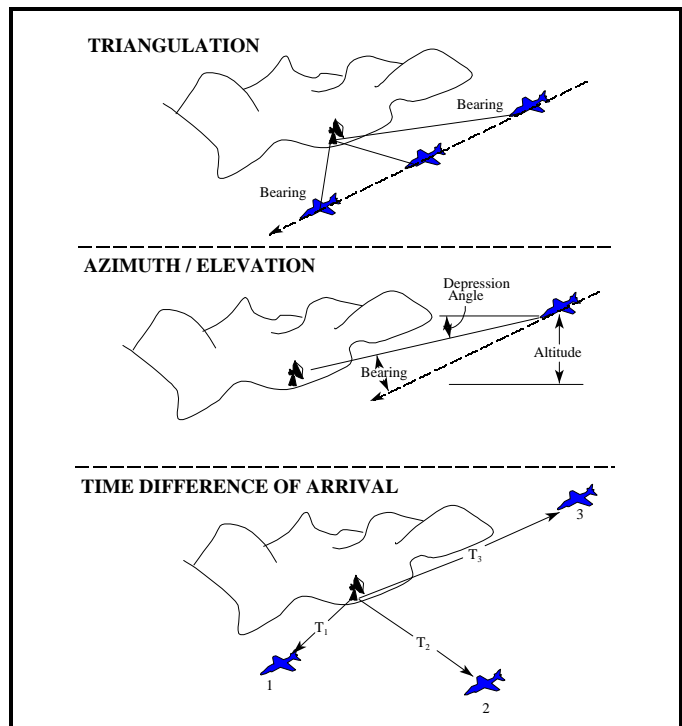 TRIANGULATION
Bearing
Bearing
AZIMUTH / ELEVATION
Depression
Angle
Altitude
Bearing
TIME DIFFERENCE OF ARRIVAL
3
T3
T1
T2
1
2